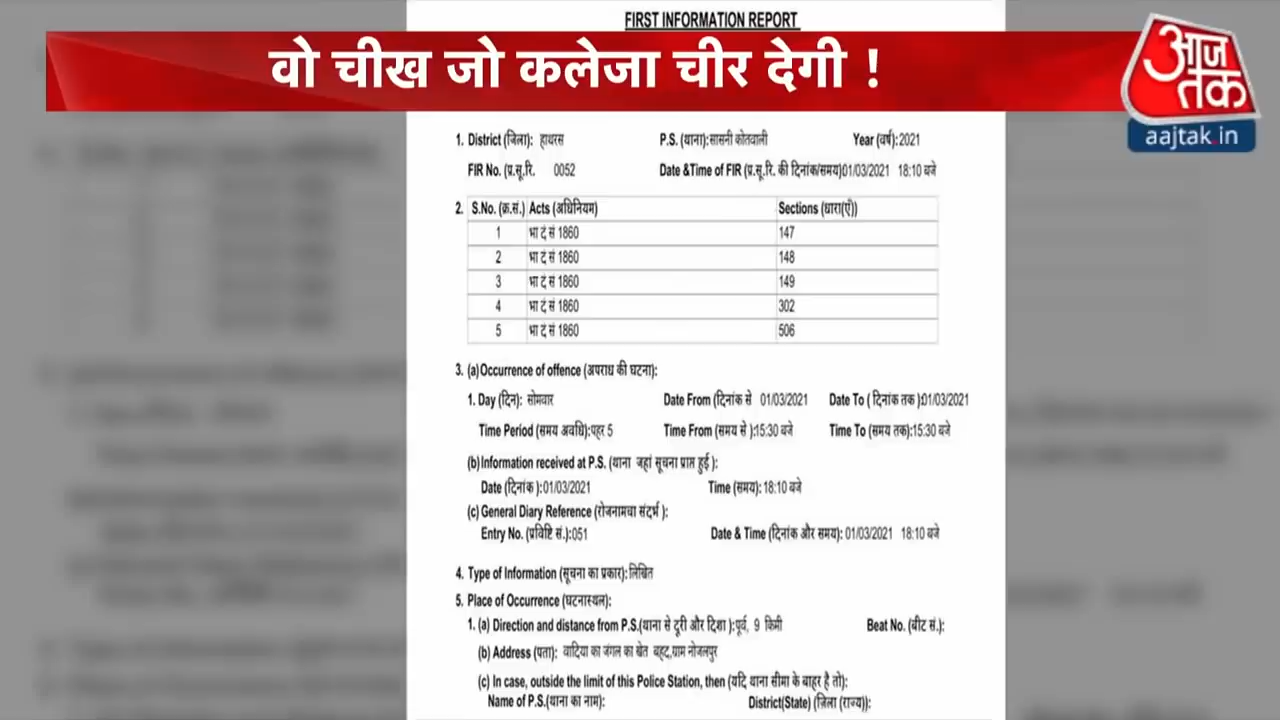 FIRST INFORMATION REPORT
वो चीख जो कलेजा चीर देगी !
आज
तक
aajtak.in
1. District (जिला): हाथरस P.S. (थाना): सासनी कोतवाली Year (वर्ष): 2021
FIR No. (प्र.सू.रि. 0052 Date &Time of FIR (प्र.सू.रि. की दिनांक/समय)01/03/2021 18:10 बजे
2. S.No. (क्र.सं.) Acts (अधिनियम) Sections (धारा(एँ))
1 भा दं सं 1860 147
2 भा दं सं 1860 148
3 भा दं सं 1860 149
4 भा दं सं 1860 302
5 भा दं सं 1860 506
3. (a)Occurrence of offence (अपराध की घटना):
1. Day (दिन): सोमवार Date From (दिनांक से 01/03/2021 Date To ( दिनांक तक ):01/03/2021
Time Period (समय अवधि):पहर 5 Time From (समय से ):15:30 बजे Time To (समय तक):15:30 बजे
(b)Information received at P.S. (थाना जहां सूचना प्राप्त हुई ):
Date (दिनांक ):01/03/2021 Time (समय): 18:10 बजे
(c) General Diary Reference (रोजनामचा संदर्भ ):
Entry No. (प्रविष्टि सं.):051 Date & Time (दिनांक और समय): 01/03/2021 18:10 बजे
4. Type of Information (सूचना का प्रकार): लिखित
5. Place of Occurrence (घटनास्थल):
1. (a) Direction and distance from P.S.(थाना से दूरी और दिशा ):पूर्व, 9 किमी Beat No. (बीट सं.):
(b) Address (पता): वाटिया का जंगल का खेत वहद,ग्राम नोजलपुर
(c) In case, outside the limit of this Police Station, then (यदि थाना सीमा के बाहर है तो):
Name of P.S.(थाना का नाम): District(State) (जिला (राज्य)):